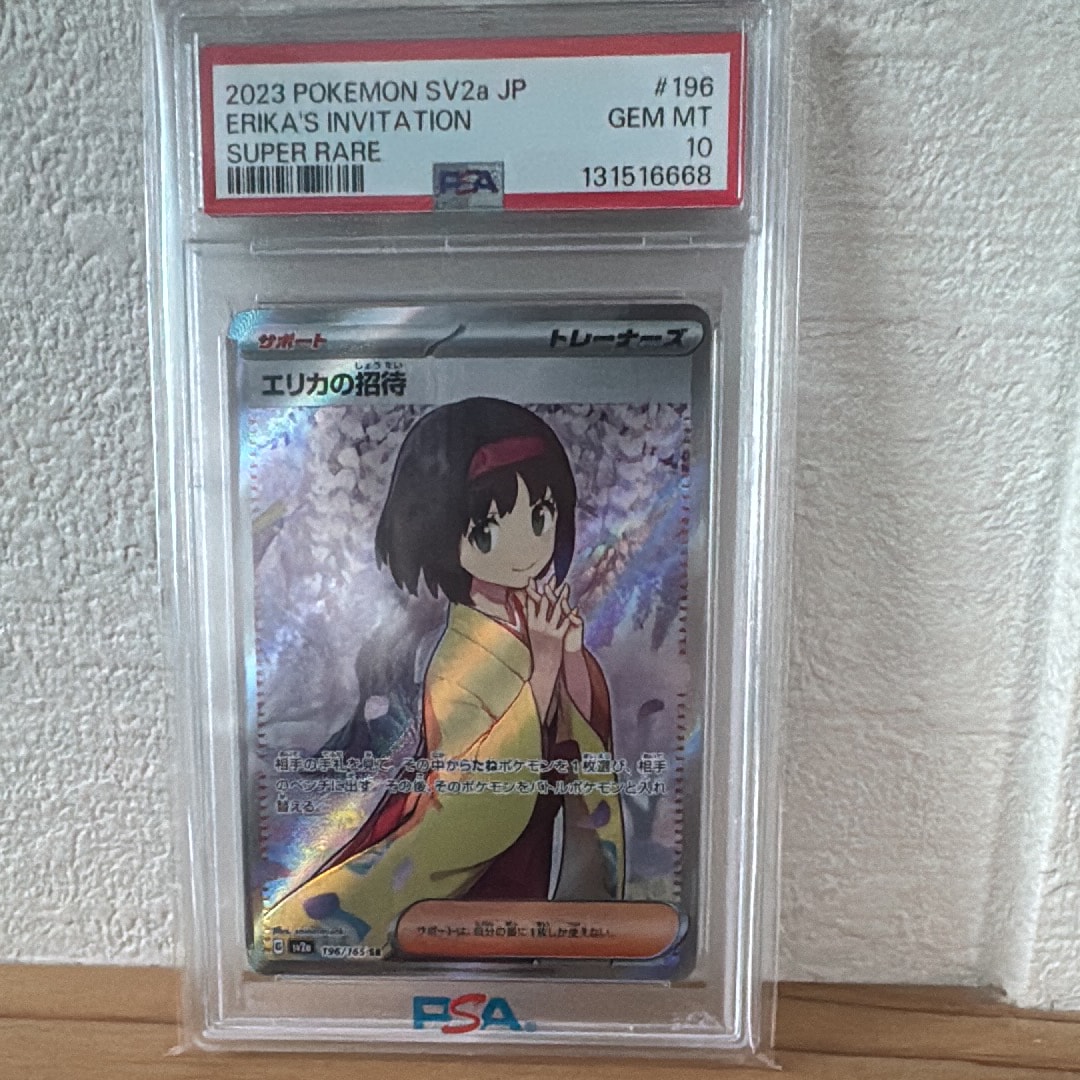 2023 POKEMON SV2a JP #196
ERIKA'S INVITATION GEM MT
SUPER RARE 10
PSA 131516668
サポート トレーナーズ
しょうたい
エリカの招待
相手の手札を見て、その中からたねポケモンを1枚選び、相手
のベンチに出す。その後、そのポケモンをバトルポケモンと入れ
替える。
サポートは、自分の番に1枚しか使えない。
G sv2a 196/165 SR
PSA